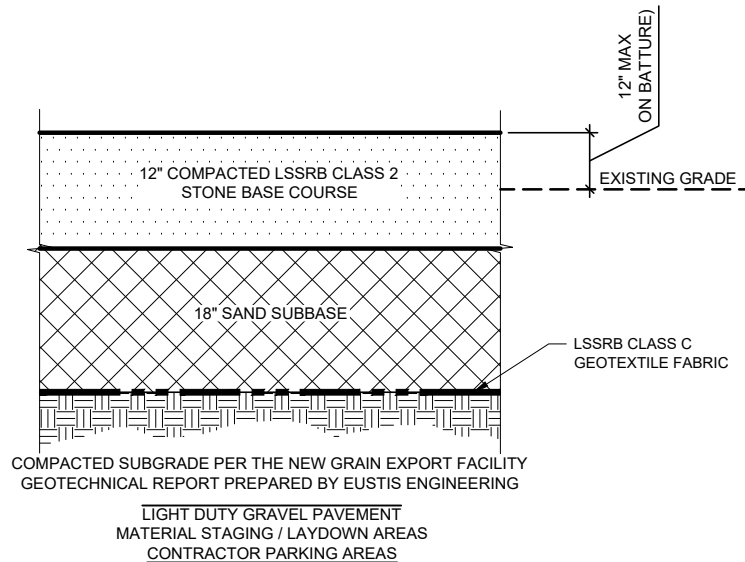 12" MAX
ON BATTURE)
12" COMPACTED LSSRB CLASS 2
STONE BASE COURSE
EXISTING GRADE
18" SAND SUBBASE
LSSRB CLASS C
GEOTEXTILE FABRIC
COMPACTED SUBGRADE PER THE NEW GRAIN EXPORT FACILITY
GEOTECHNICAL REPORT PREPARED BY EUSTIS ENGINEERING
LIGHT DUTY GRAVEL PAVEMENT
MATERIAL STAGING / LAYDOWN AREAS
CONTRACTOR PARKING AREAS